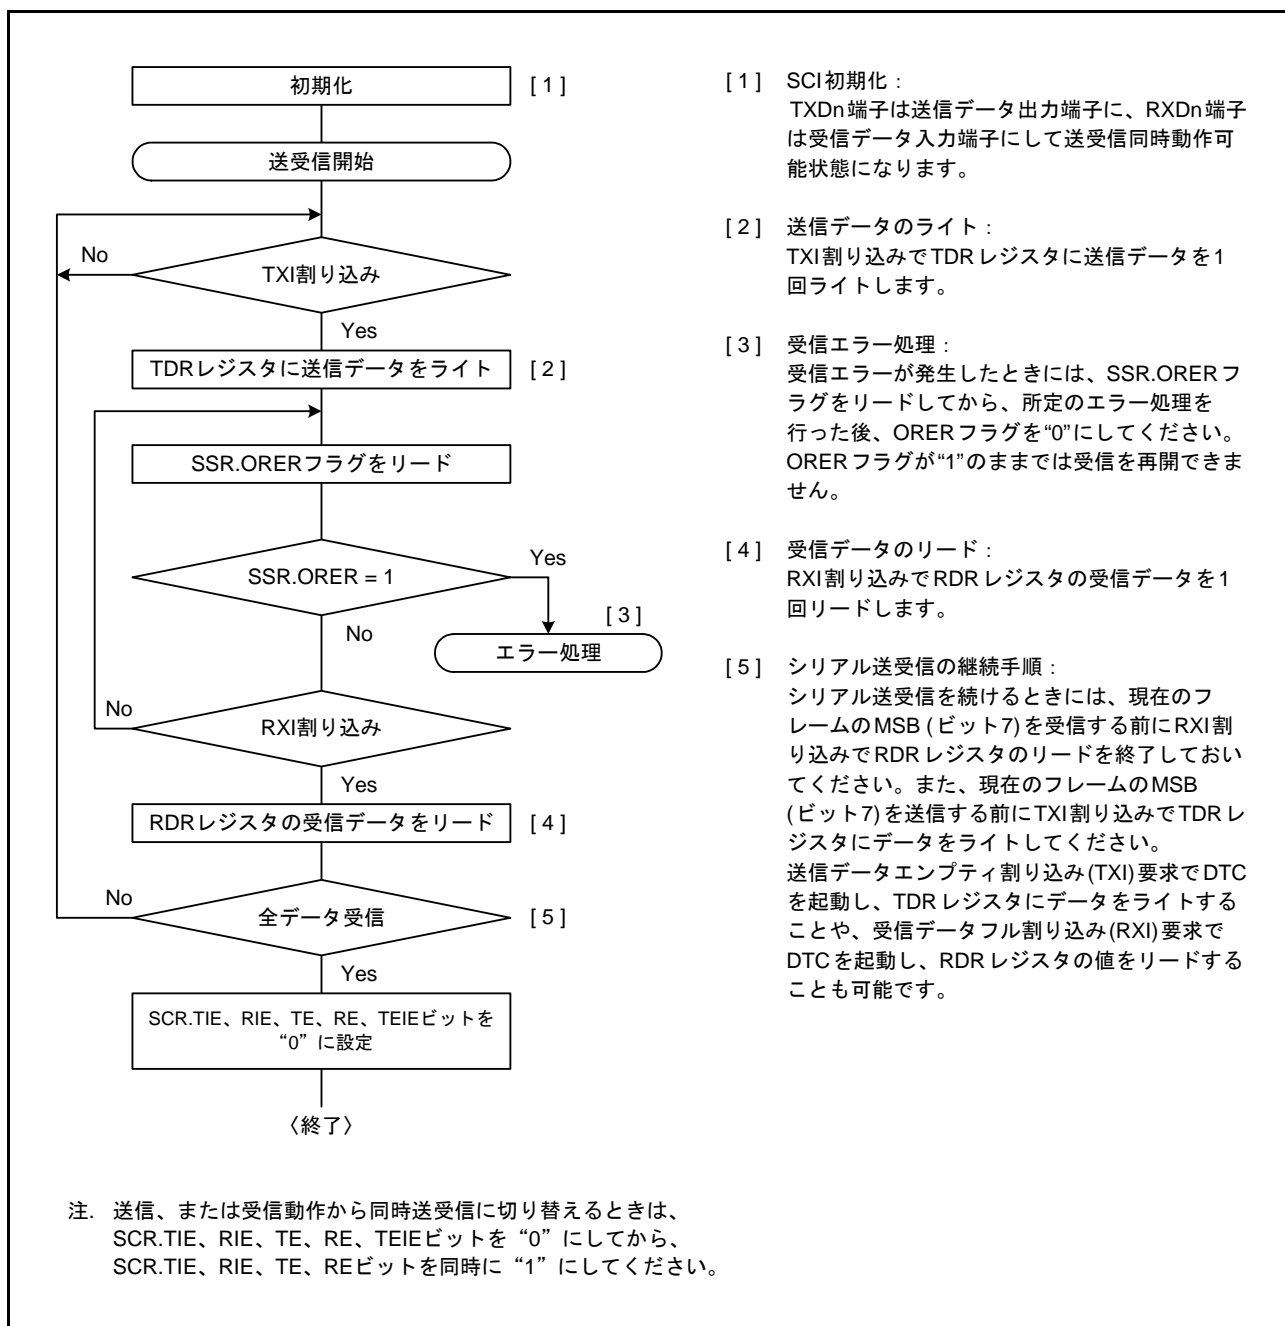 初期化
[ 1 ]
送受信開始
No
TXI割り込み
Yes
TDRレジスタに送信データをライト
[ 2 ]
SSR.ORERフラグをリード
SSR.ORER = 1
Yes
No
[ 3 ]
エラー処理
No
RXI割り込み
Yes
RDRレジスタの受信データをリード
[ 4 ]
No
全データ受信
[ 5 ]
Yes
SCR.TIE、RIE、TE、RE、TEIEビットを
“0”に設定
〈終了〉
[ 1 ] SCI初期化：
TXDn端子は送信データ出力端子に、RXDn端子
は受信データ入力端子にして送受信同時動作可
能状態になります。
[ 2 ] 送信データのライト：
TXI割り込みでTDRレジスタに送信データを1
回ライトします。
[ 3 ] 受信エラー処理：
受信エラーが発生したときには、SSR.ORERフ
ラグをリードしてから、所定のエラー処理を
行った後、ORERフラグを“0”にしてください。
ORERフラグが“1”のままでは受信を再開できま
せん。
[ 4 ] 受信データのリード：
RXI割り込みでRDRレジスタの受信データを1
回リードします。
[ 5 ] シリアル送受信の継続手順：
シリアル送受信を続けるときには、現在のフ
レームのMSB (ビット7)を受信する前にRXI割
り込みでRDRレジスタのリードを終了しておい
てください。また、現在のフレームのMSB
(ビット7)を送信する前にTXI割り込みでTDRレ
ジスタにデータをライトしてください。
送信データエンプティ割り込み(TXI)要求でDTC
を起動し、TDRレジスタにデータをライトする
ことや、受信データフル割り込み(RXI)要求で
DTCを起動し、RDRレジスタの値をリードする
ことも可能です。
注. 送信、または受信動作から同時送受信に切り替えるときは、
SCR.TIE、RIE、TE、RE、TEIEビットを“0”にしてから、
SCR.TIE、RIE、TE、REビットを同時に“1”にしてください。